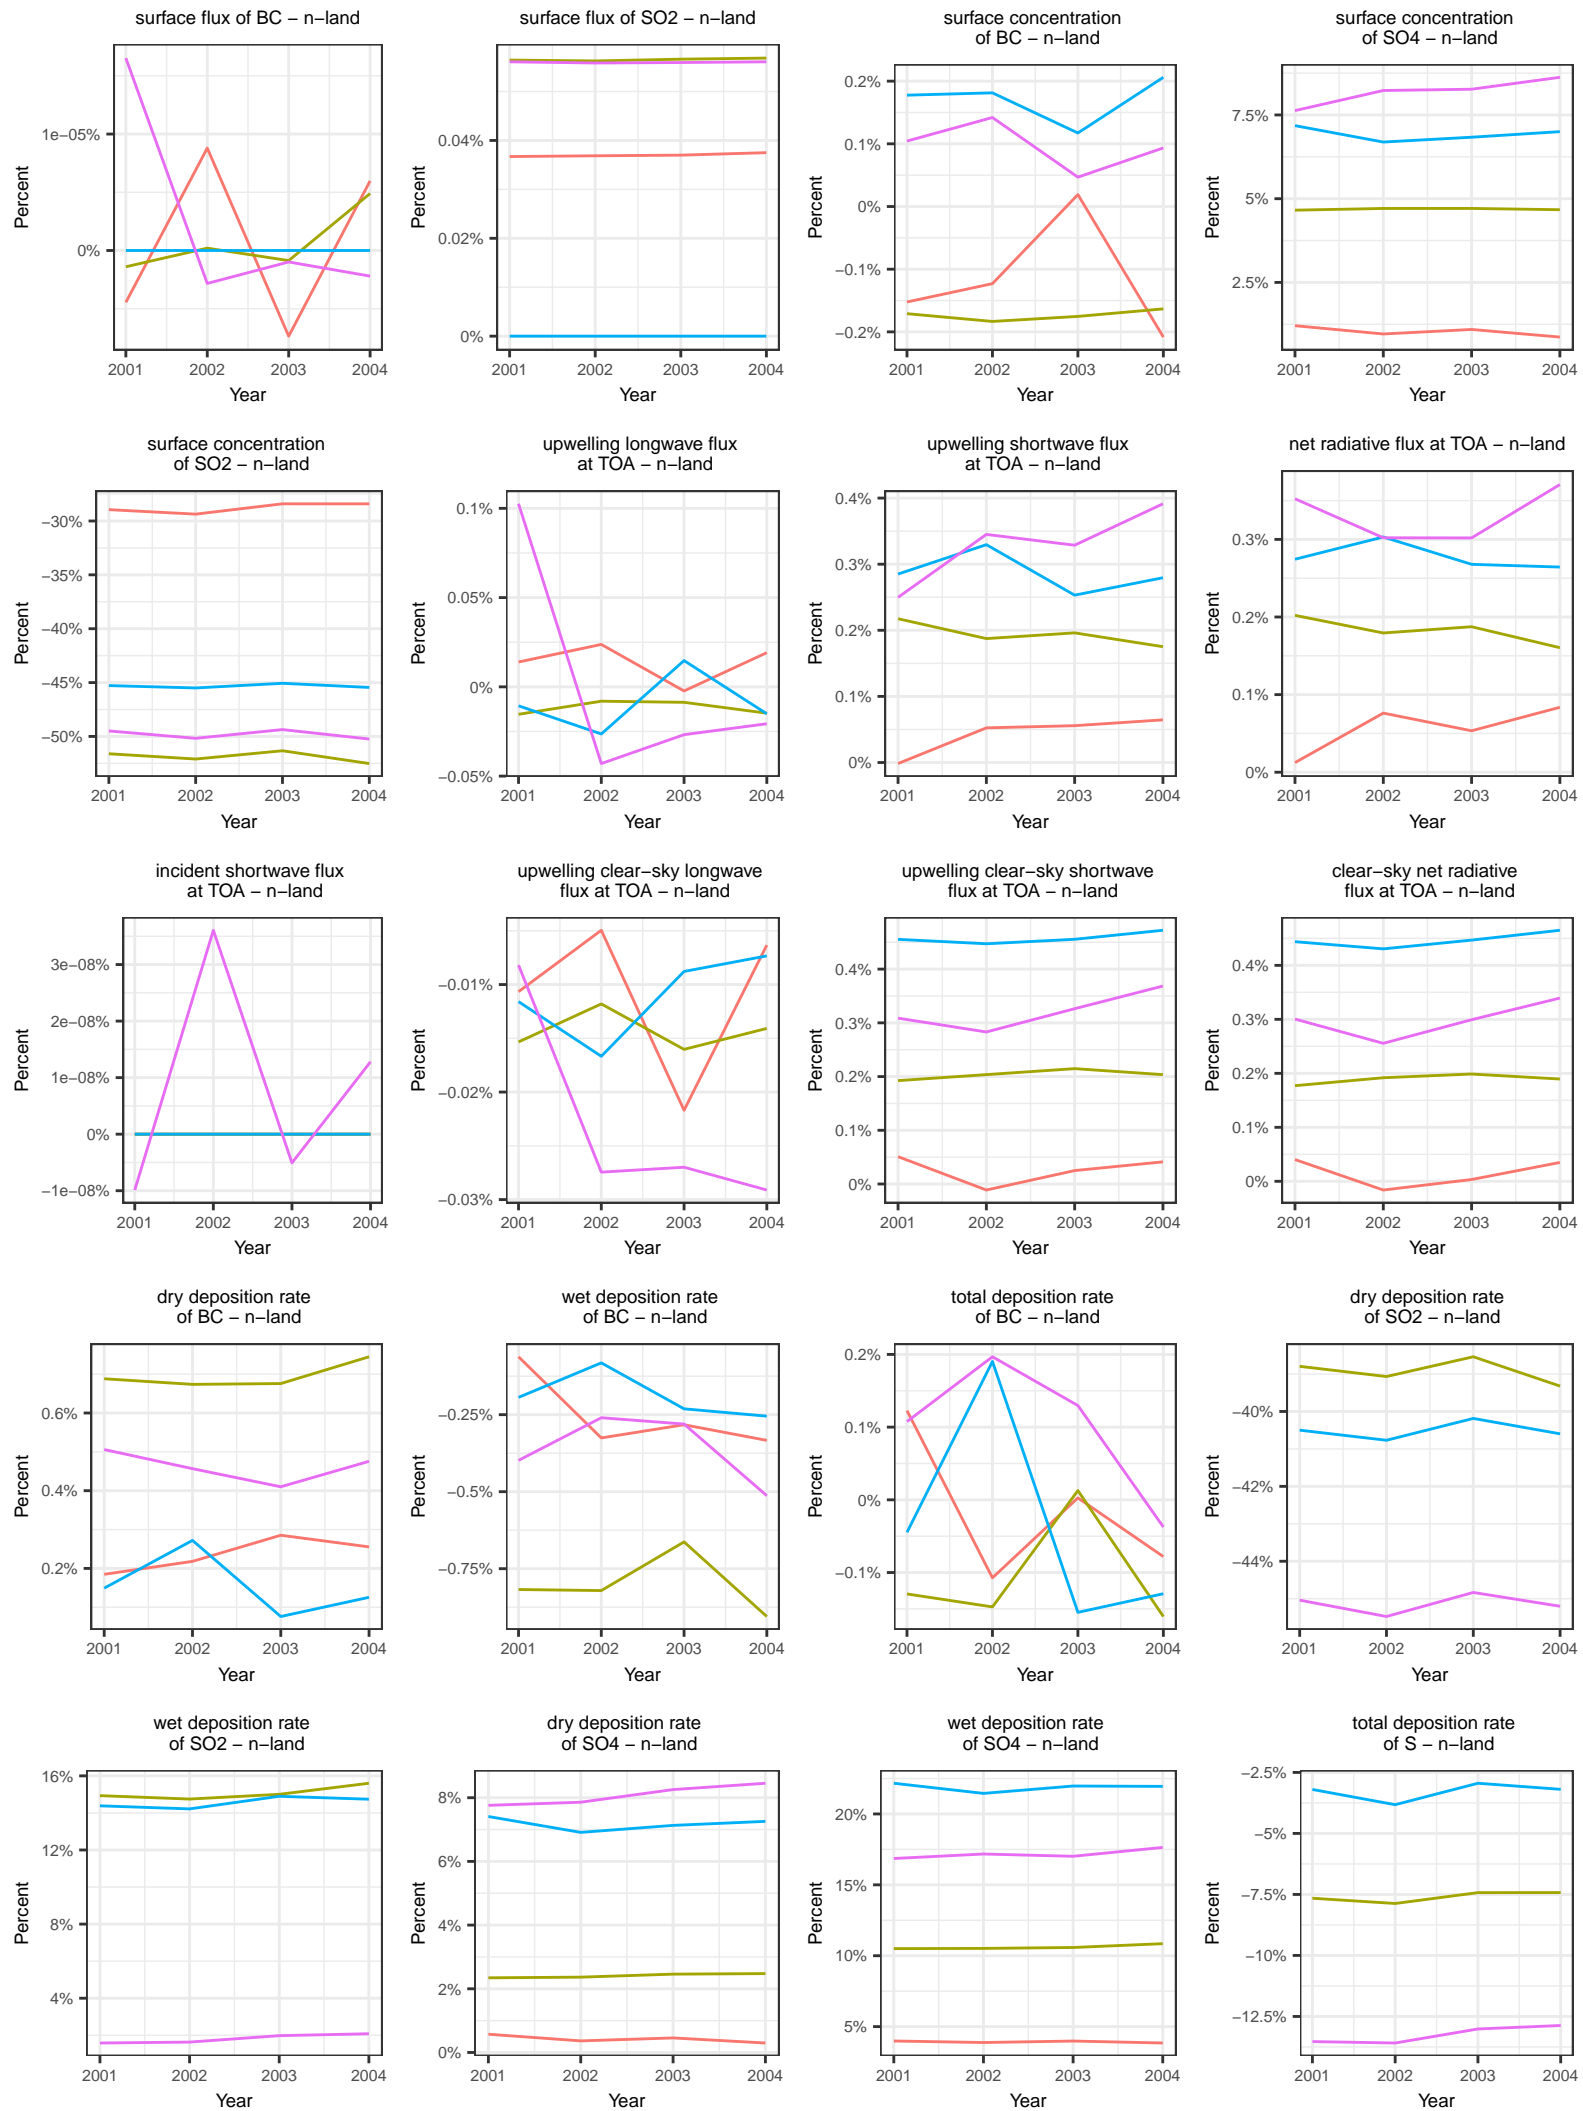 surface flux of BC − n−land
1e−05%
0%
Percent
2001 2002 2003 2004
Year
surface flux of SO2 − n−land
0.04%
0.02%
0%
Percent
2001 2002 2003 2004
Year
surface concentration
of BC − n−land
0.2%
0.1%
0%
−0.1%
−0.2%
Percent
2001 2002 2003 2004
Year
surface concentration
of SO4 − n−land
7.5%
5%
2.5%
Percent
2001 2002 2003 2004
Year
surface concentration
of SO2 − n−land
−30%
−35%
−40%
−45%
−50%
Percent
2001 2002 2003 2004
Year
upwelling longwave flux
at TOA − n−land
0.1%
0.05%
0%
−0.05%
Percent
2001 2002 2003 2004
Year
upwelling shortwave flux
at TOA − n−land
0.4%
0.3%
0.2%
0.1%
0%
Percent
2001 2002 2003 2004
Year
net radiative flux at TOA − n−land
0.3%
0.2%
0.1%
0%
Percent
2001 2002 2003 2004
Year
incident shortwave flux
at TOA − n−land
3e−08%
2e−08%
1e−08%
0%
−1e−08%
Percent
2001 2002 2003 2004
Year
upwelling clear−sky longwave
flux at TOA − n−land
−0.01%
−0.02%
−0.03%
Percent
2001 2002 2003 2004
Year
upwelling clear−sky shortwave
flux at TOA − n−land
0.4%
0.3%
0.2%
0.1%
0%
Percent
2001 2002 2003 2004
Year
clear−sky net radiative
flux at TOA − n−land
0.4%
0.3%
0.2%
0.1%
0%
Percent
2001 2002 2003 2004
Year
dry deposition rate
of BC − n−land
0.6%
0.4%
0.2%
Percent
2001 2002 2003 2004
Year
wet deposition rate
of BC − n−land
−0.25%
−0.5%
−0.75%
Percent
2001 2002 2003 2004
Year
total deposition rate
of BC − n−land
0.2%
0.1%
0%
−0.1%
Percent
2001 2002 2003 2004
Year
dry deposition rate
of SO2 − n−land
−40%
−42%
−44%
Percent
2001 2002 2003 2004
Year
wet deposition rate
of SO2 − n−land
16%
12%
8%
4%
Percent
2001 2002 2003 2004
Year
dry deposition rate
of SO4 − n−land
8%
6%
4%
2%
0%
Percent
2001 2002 2003 2004
Year
wet deposition rate
of SO4 − n−land
20%
15%
10%
5%
Percent
2001 2002 2003 2004
Year
total deposition rate
of S − n−land
−2.5%
−5%
−7.5%
−10%
−12.5%
Percent
2001 2002 2003 2004
Year